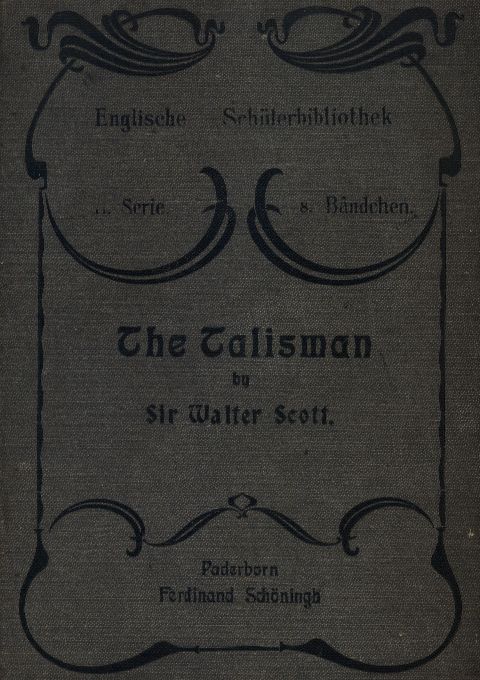 Englische Schülerbibliothek
Serie. 8. Bändchen.
The Talisman
by
Sir Walter Scott.
Paderborn
Ferdinand Schöningh